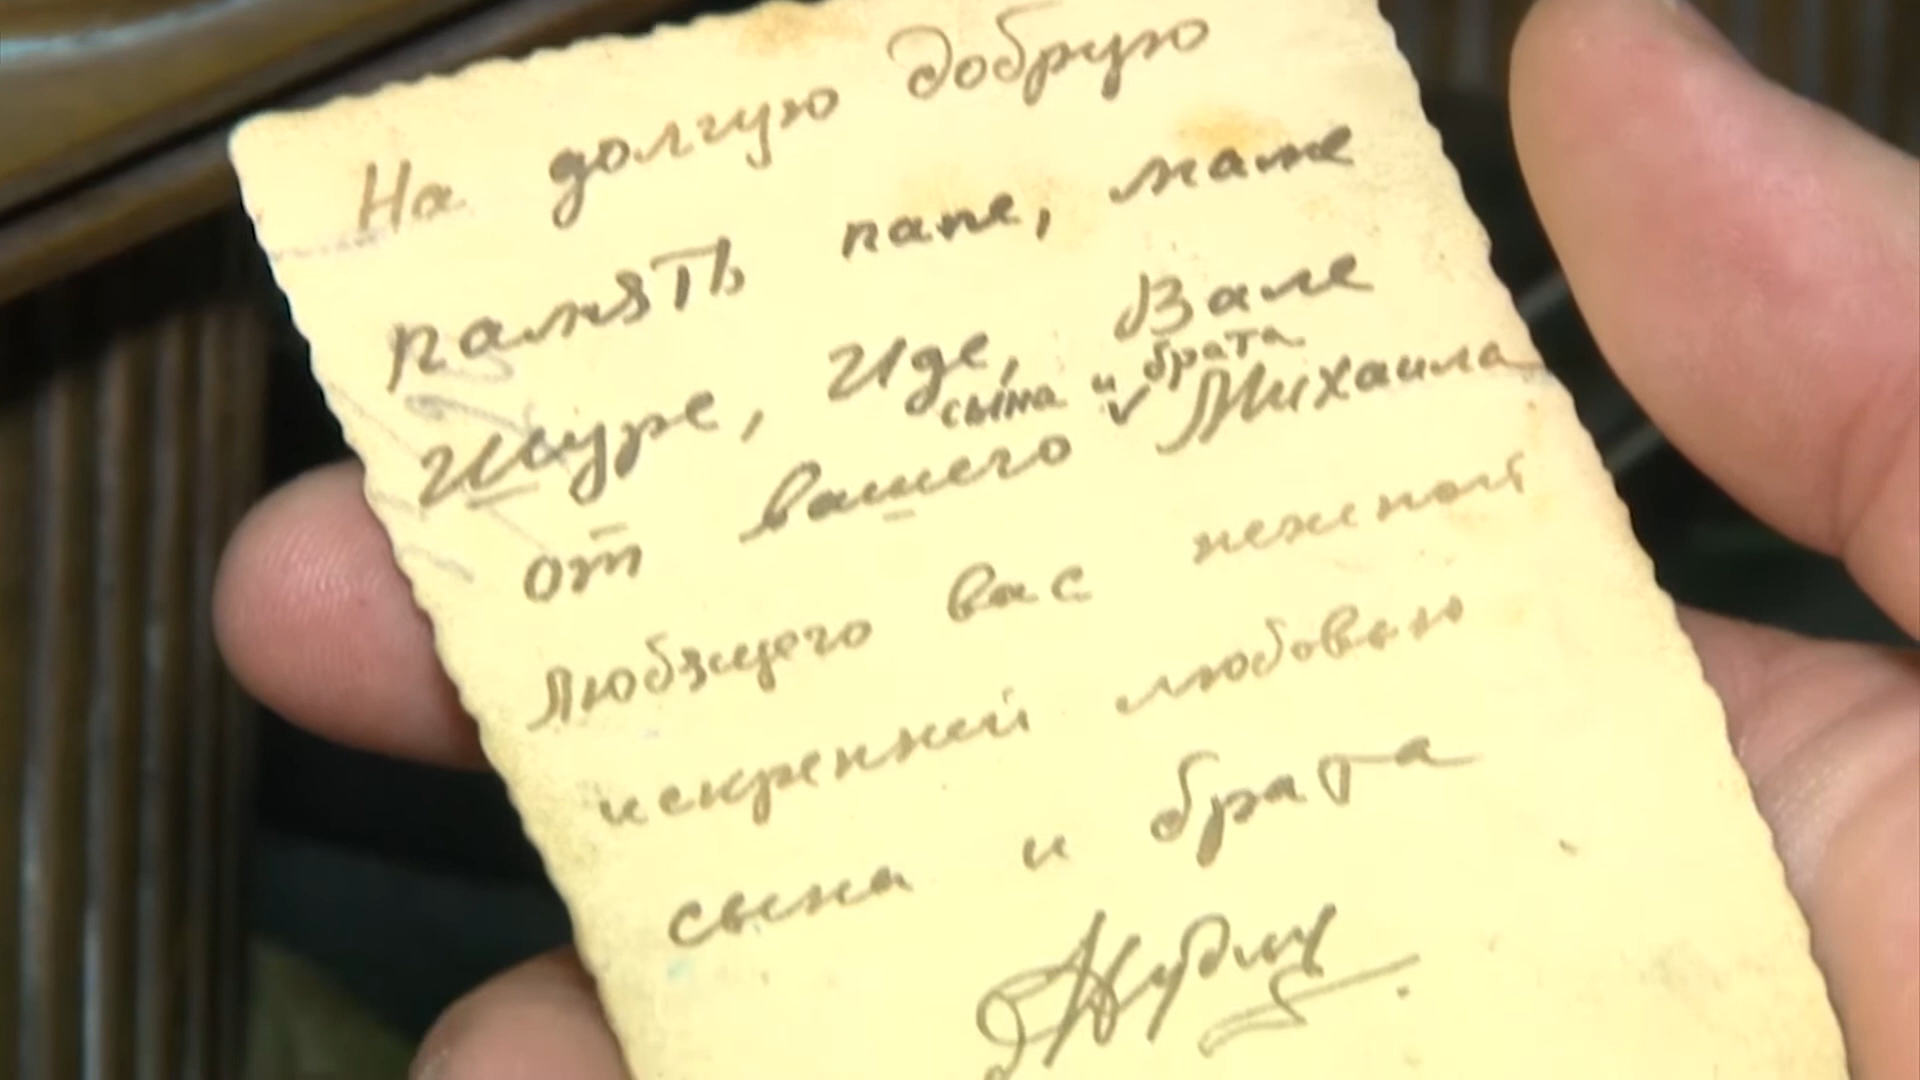 На долгую добрую
память папе, маме
Шуре, Иде, Вале
сына и брата
от вашего Михаила
любящего вас нежной
искренней любовью
сына и брата